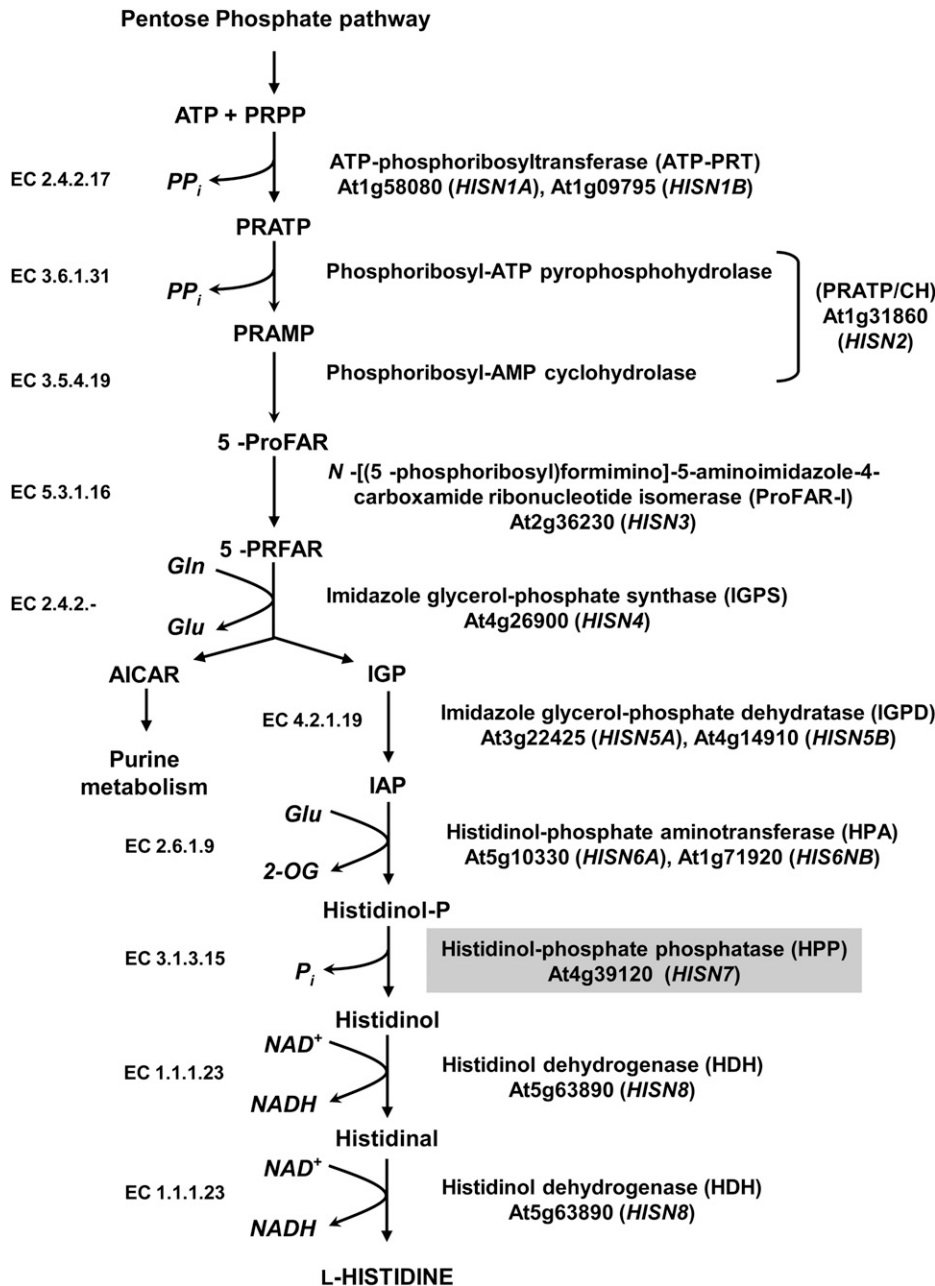 Pentose Phosphate pathway
ATP + PRPP
EC 2.4.2.17
PPi
ATP-phosphoribosyltransferase (ATP-PRT)
At1g58080 (HISN1A), At1g09795 (HISN1B)
PRATP
EC 3.6.1.31
PPi
Phosphoribosyl-ATP pyrophosphohydrolase
(PRATP/CH)
At1g31860
(HISN2)
PRAMP
EC 3.5.4.19
Phosphoribosyl-AMP cyclohydrolase
5 -ProFAR
EC 5.3.1.16
N -[(5 -phosphoribosyl)formimino]-5-aminoimidazole-4-
carboxamide ribonucleotide isomerase (ProFAR-I)
At2g36230 (HISN3)
5 -PRFAR
Gln
EC 2.4.2.-
Glu
Imidazole glycerol-phosphate synthase (IGPS)
At4g26900 (HISN4)
AICAR
IGP
Purine
metabolism
EC 4.2.1.19
Imidazole glycerol-phosphate dehydratase (IGPD)
At3g22425 (HISN5A), At4g14910 (HISN5B)
IAP
Glu
EC 2.6.1.9
2-OG
Histidinol-phosphate aminotransferase (HPA)
At5g10330 (HISN6A), At1g71920 (HIS6NB)
Histidinol-P
EC 3.1.3.15
Pi
Histidinol-phosphate phosphatase (HPP)
At4g39120 (HISN7)
Histidinol
NAD+
EC 1.1.1.23
NADH
Histidinol dehydrogenase (HDH)
At5g63890 (HISN8)
Histidinal
NAD+
EC 1.1.1.23
NADH
Histidinol dehydrogenase (HDH)
At5g63890 (HISN8)
L-HISTIDINE